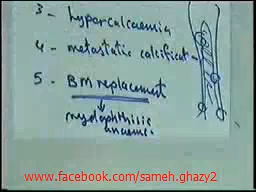 3 - hypercalcaemia
4 - metastatic calcificat -
5 - BM replacement
↓
myelophthisic
anaemia.
www.facebook.com/sameh.ghazy2